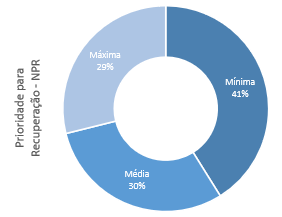 Prioridade para
Recuperação - NPR
Máxima
29%
Mínima
41%
Média
30%